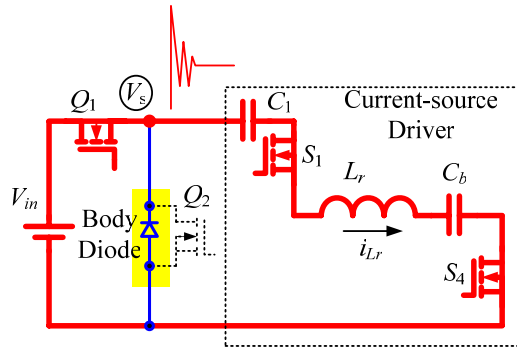 Q1
Vs
C1
Current-source
Driver
S1
Lr
Cb
Vin
Body
Diode
Q2
iLr
S4